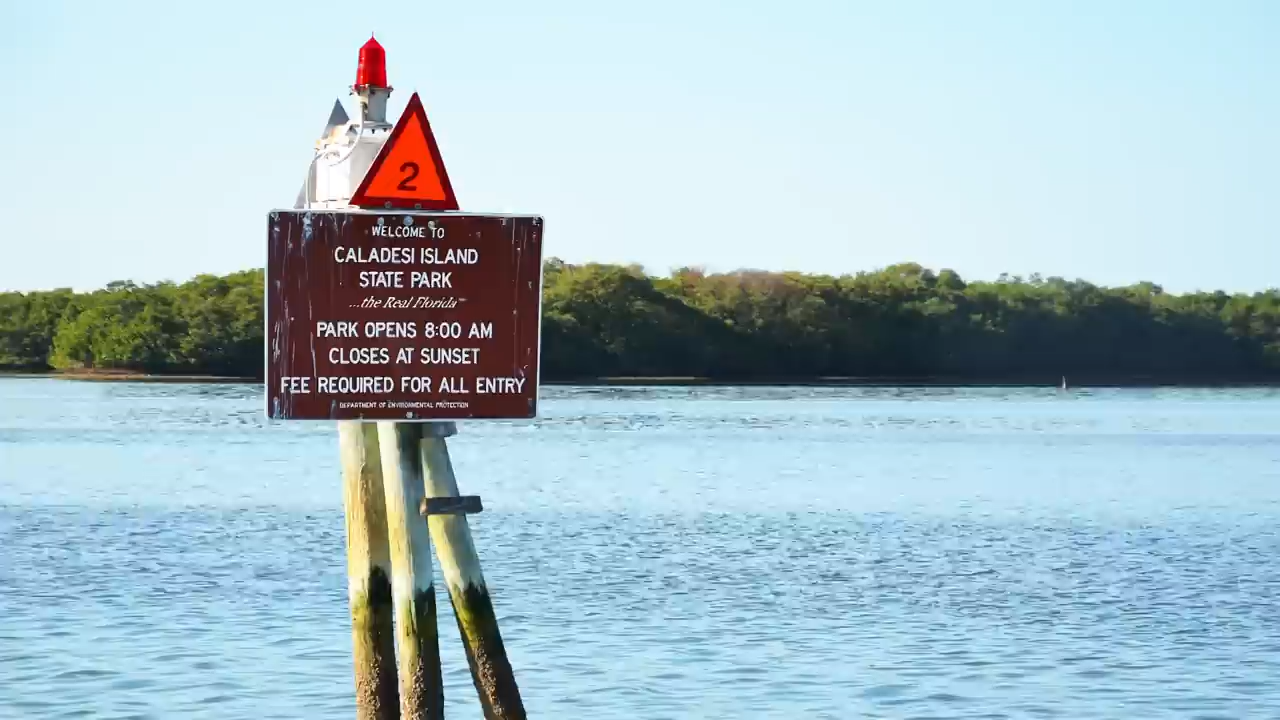 2
WELCOME TO
CALADESI ISLAND
STATE PARK
...the Real Florida℠
PARK OPENS 8:00 AM
CLOSES AT SUNSET
FEE REQUIRED FOR ALL ENTRY
DEPARTMENT OF ENVIRONMENTAL PROTECTION